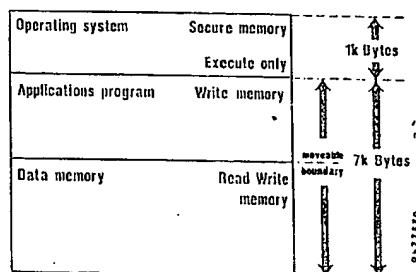 Operating system Secure memory
1k Bytes
Execute only
Applications program Write memory
moveable boundary
7k Bytes
Data memory Read Write memory